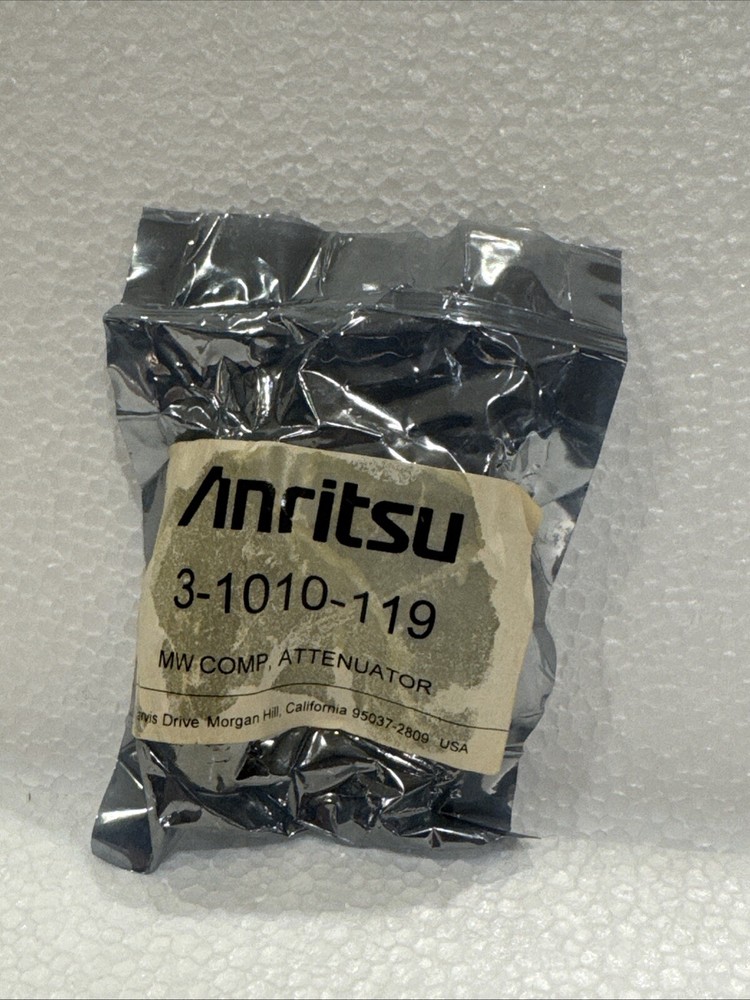 Anritsu
3-1010-119
MW COMP, ATTENUATOR
Drive Morgan Hill, California 95037-2809 USA